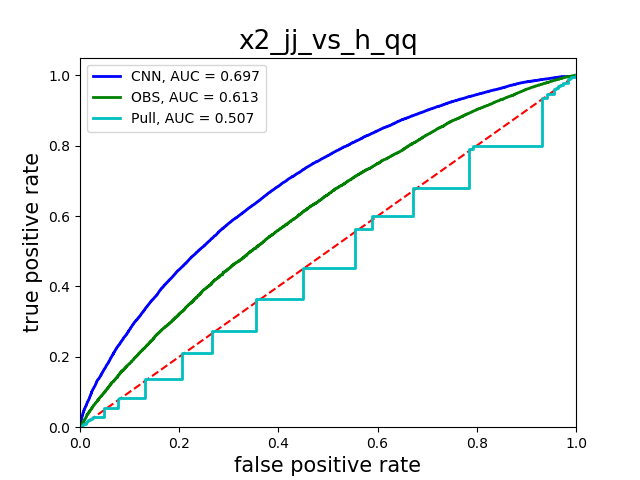 x2_jj_vs_h_qq
CNN, AUC = 0.697
OBS, AUC = 0.613
Pull, AUC = 0.507
true positive rate
1.0
0.8
0.6
0.4
0.2
0.0
0.0 0.2 0.4 0.6 0.8 1.0
false positive rate